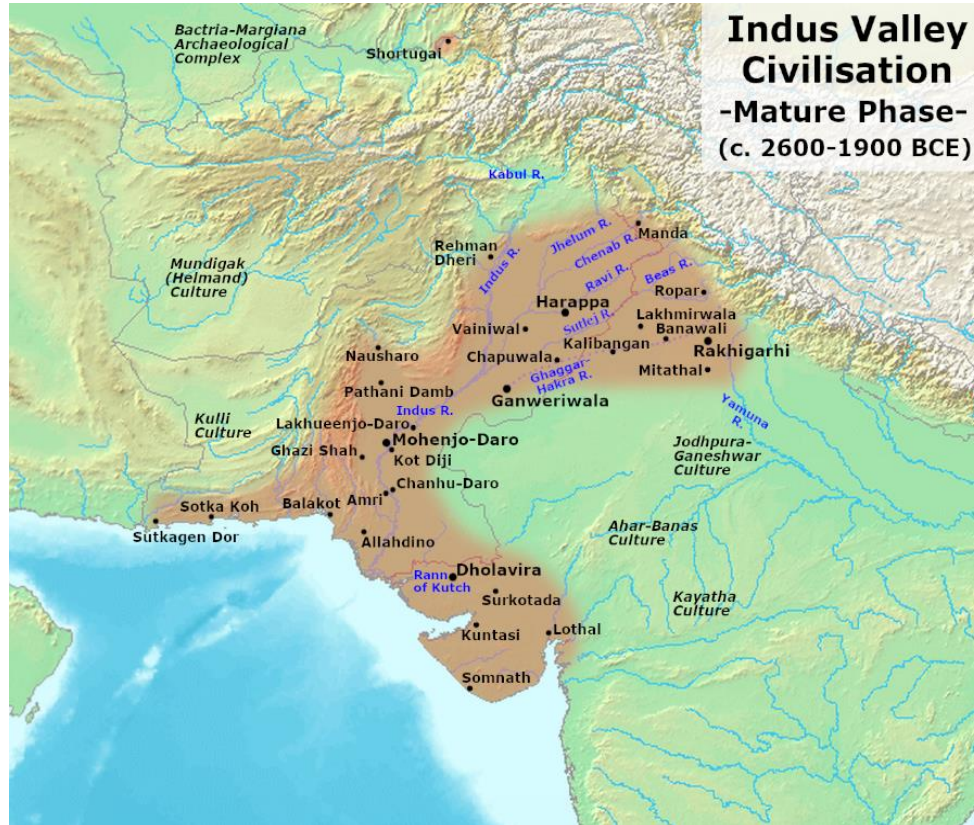 Indus Valley
Civilisation
-Mature Phase-
(c. 2600-1900 BCE)
Bactria-Margiana
Archaeological
Complex
Shortugai
Kabul R.
Rehman
Dheri
Indus R.
Jhelum R.
Chenab R.
Manda
Ravi R.
Beas R.
Mundigak
(Helmand)
Culture
Harappa
Ropar
Vainiwal
Sutlej R.
Lakhmirwala
Banawali
Nausharo
Chapuwala
Kalibangan
Rakhigarhi
Pathani Damb
Ghaggar-
Hakra R.
Mitathal
Ganweriwala
Kulli
Culture
Indus R.
Lakhueenjo-Daro
Yamuna
R.
Mohenjo-Daro
Ghazi Shah
Kot Diji
Jodhpura-
Ganeshwar
Culture
Chanhu-Daro
Amri
Sotka Koh
Balakot
Sutkagen Dor
Allahdino
Ahar-Banas
Culture
Rann
of Kutch
Dholavira
Surkotada
Kayatha
Culture
Kuntasi
Lothal
Somnath